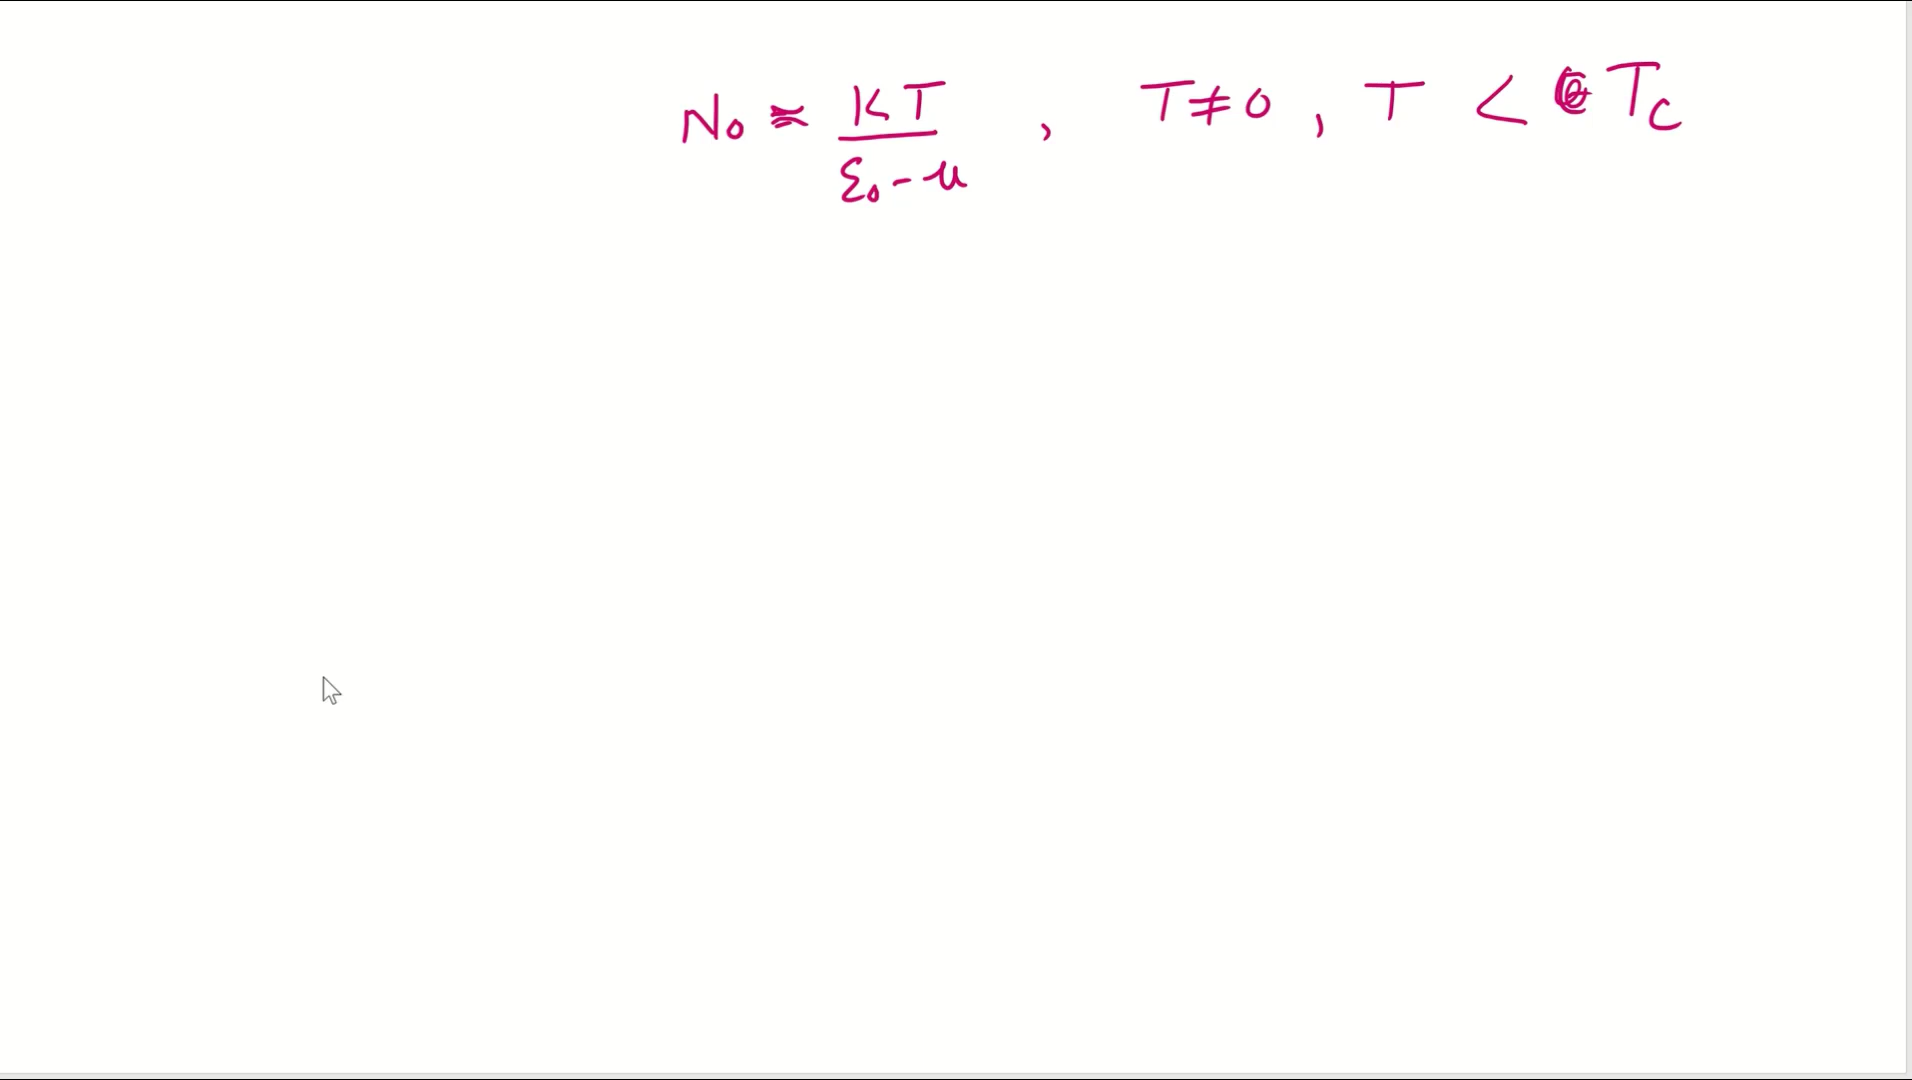 N₀ ≈ KT / (ε₀ - μ) , T ≠ 0 , T < T_C